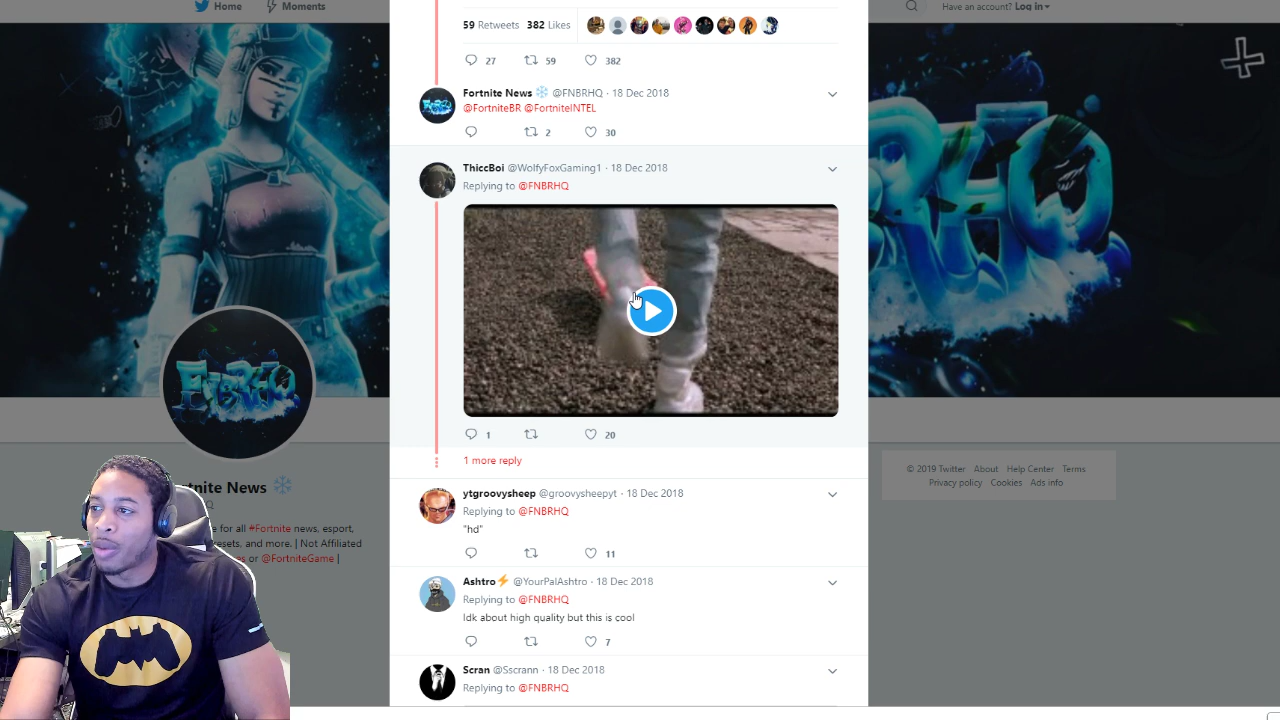 Home
Moments
Have an account? Log in
59 Retweets 382 Likes
27 59 382
Fortnite News @FNBRHQ · 18 Dec 2018
@FortniteBR @FortniteINTEL
2 30
ThiccBoi @WolfyFoxGaming1 · 18 Dec 2018
Replying to @FNBRHQ
1 20
1 more reply
ytgroovysheep @groovysheepyt · 18 Dec 2018
Replying to @FNBRHQ
"hd"
11
Ashtro⚡ @YourPalAshtro · 18 Dec 2018
Replying to @FNBRHQ
Idk about high quality but this is cool
7
Scran @Sscrann · 18 Dec 2018
Replying to @FNBRHQ
FNBRHQ
rtnite News
for all #Fortnite news, esport,
esets, and more. | Not Affiliated
or @FortniteGame |
© 2019 Twitter About Help Center Terms
Privacy policy Cookies Ads info